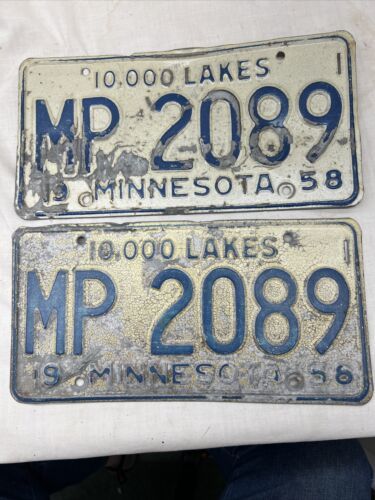 10,000 LAKES
MP 2089
19 MINNESOTA 58
10,000 LAKES
MP 2089
19 MINNESOTA 58